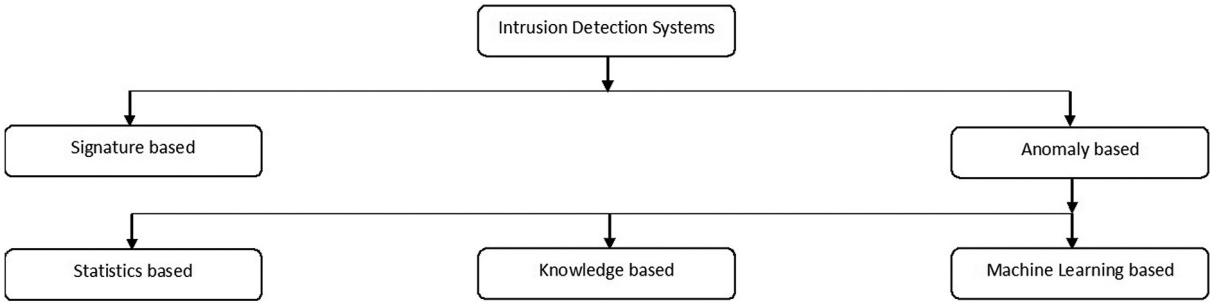 Intrusion Detection Systems
Signature based
Anomaly based
Statistics based
Knowledge based
Machine Learning based